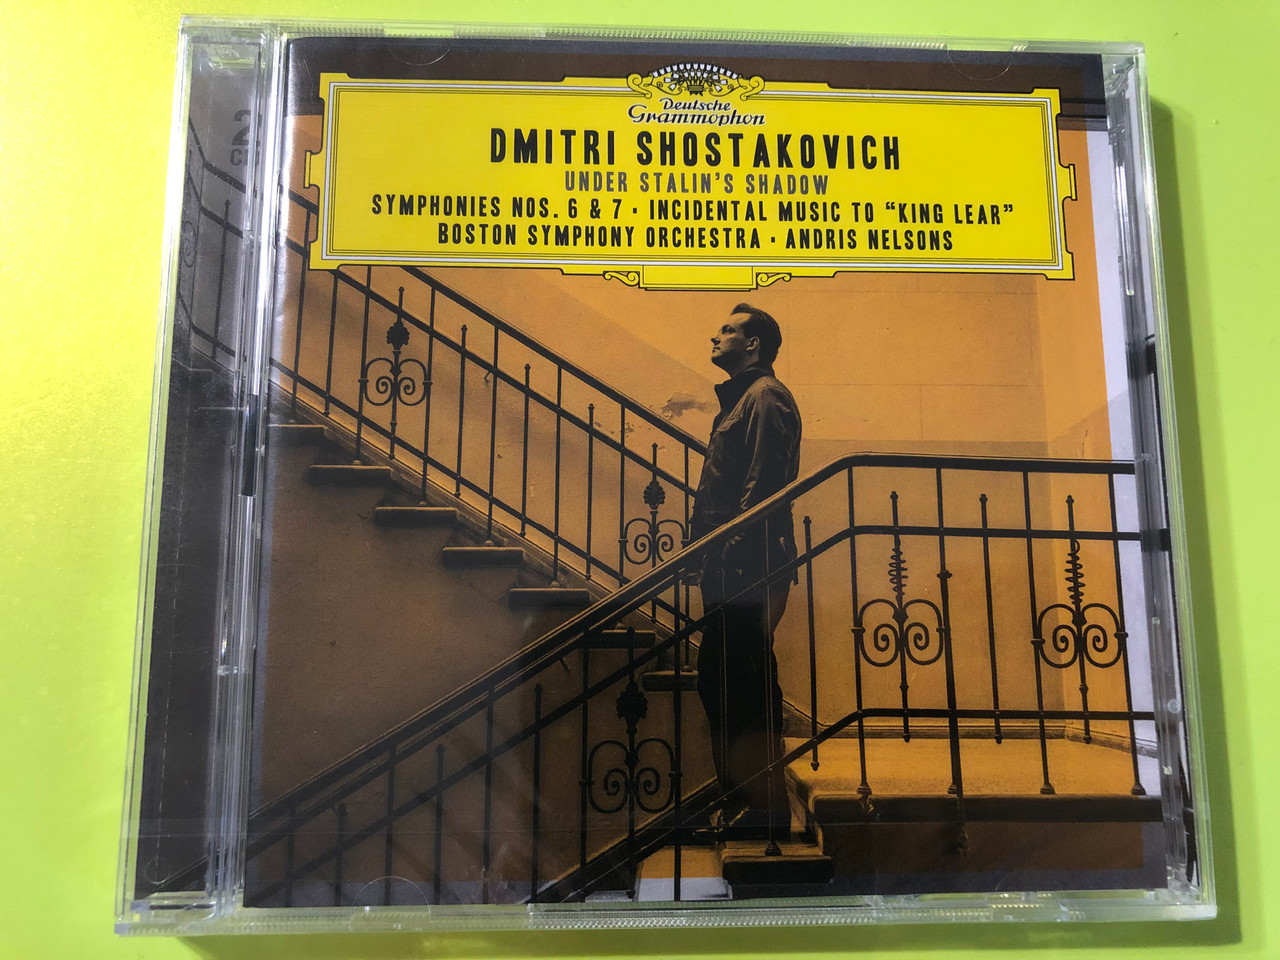 Deutsche
Grammophon
DMITRI SHOSTAKOVICH
UNDER STALIN'S SHADOW
SYMPHONIES NOS. 6 & 7 · INCIDENTAL MUSIC TO “KING LEAR”
BOSTON SYMPHONY ORCHESTRA · ANDRIS NELSONS